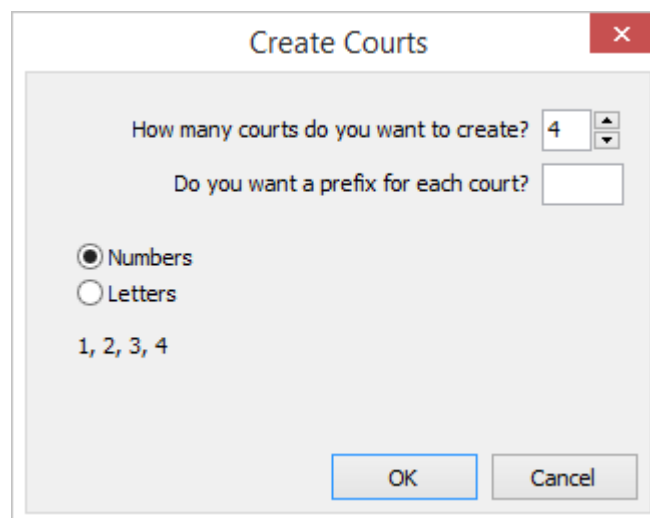 Create Courts
How many courts do you want to create? 4
Do you want a prefix for each court?
Numbers
Letters
1, 2, 3, 4
OK Cancel